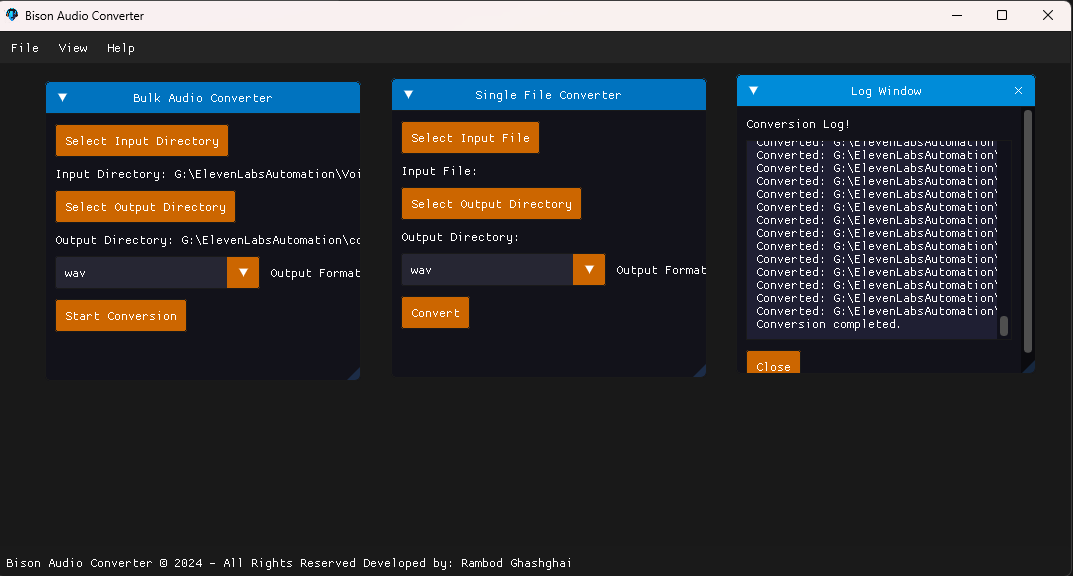 Bison Audio Converter
File View Help
Bulk Audio Converter
Select Input Directory
Input Directory: G:\ElevenLabsAutomation\Voi
Select Output Directory
Output Directory: G:\ElevenLabsAutomation\co
wav Output Format
Start Conversion
Single File Converter
Select Input File
Input File:
Select Output Directory
Output Directory:
wav Output Format
Convert
Log Window
Conversion Log!
Converted: G:\ElevenLabsAutomation\
Converted: G:\ElevenLabsAutomation\
Converted: G:\ElevenLabsAutomation\
Converted: G:\ElevenLabsAutomation\
Converted: G:\ElevenLabsAutomation\
Converted: G:\ElevenLabsAutomation\
Converted: G:\ElevenLabsAutomation\
Converted: G:\ElevenLabsAutomation\
Converted: G:\ElevenLabsAutomation\
Converted: G:\ElevenLabsAutomation\
Converted: G:\ElevenLabsAutomation\
Converted: G:\ElevenLabsAutomation\
Converted: G:\ElevenLabsAutomation\
Converted: G:\ElevenLabsAutomation\
Conversion completed.
Close
Bison Audio Converter © 2024 - All Rights Reserved Developed by: Rambod Ghashghai